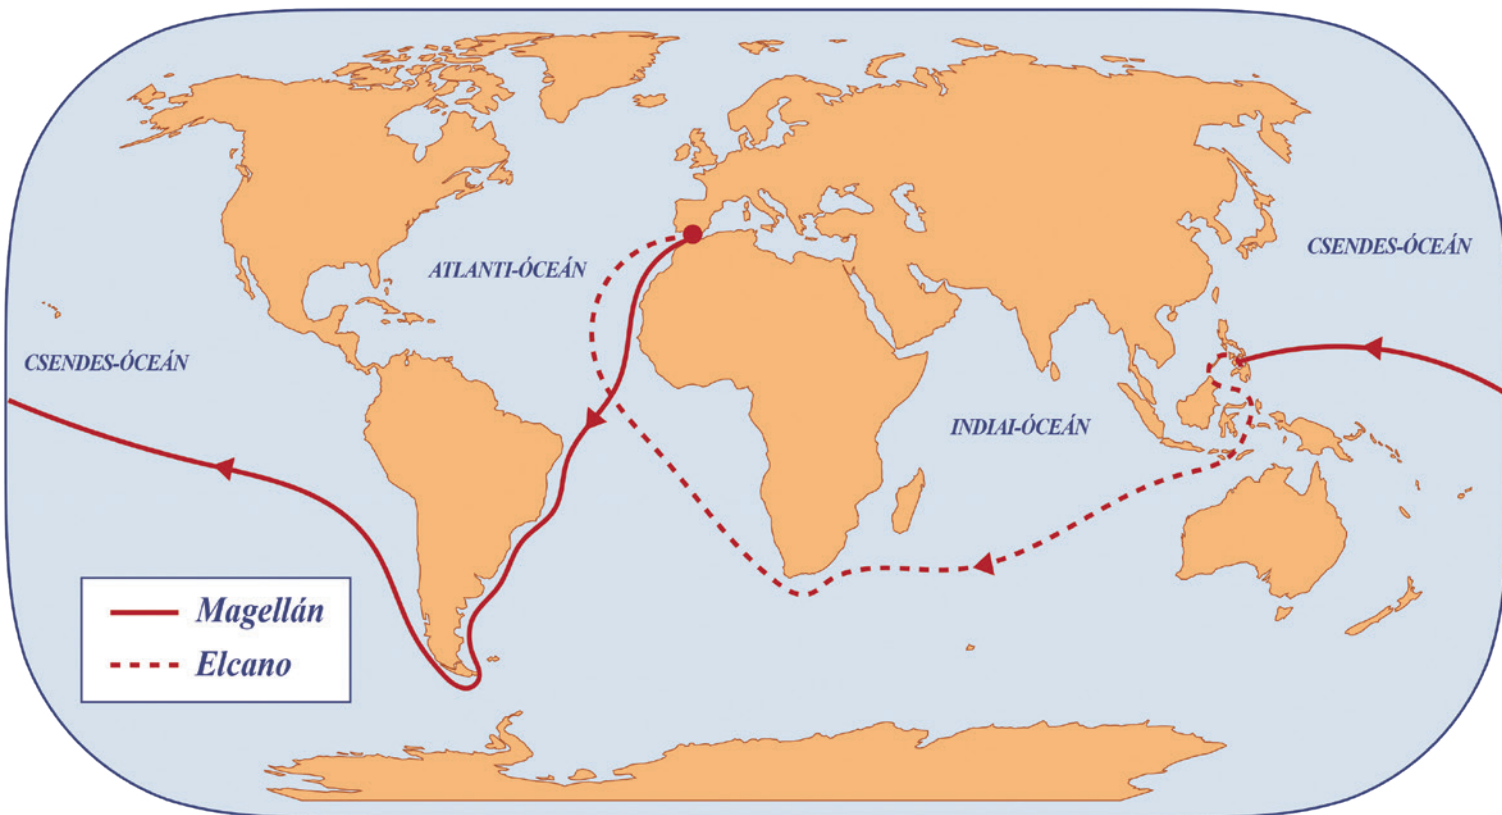 ATLANTI-ÓCEÁN
CSENDES-ÓCEÁN
CSENDES-ÓCEÁN
INDIAI-ÓCEÁN
Magellán
Elcano